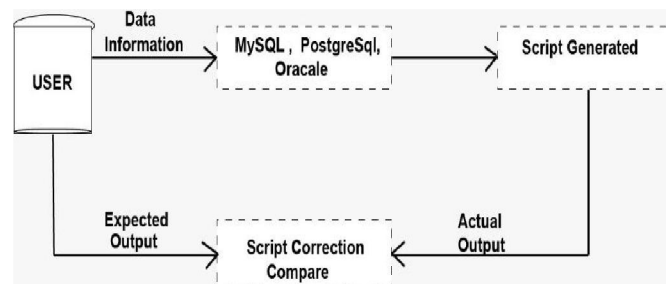 Data
Information
MySQL , PostgreSql,
Oracale
Script Generated
USER
Expected
Output
Script Correction
Compare
Actual
Output